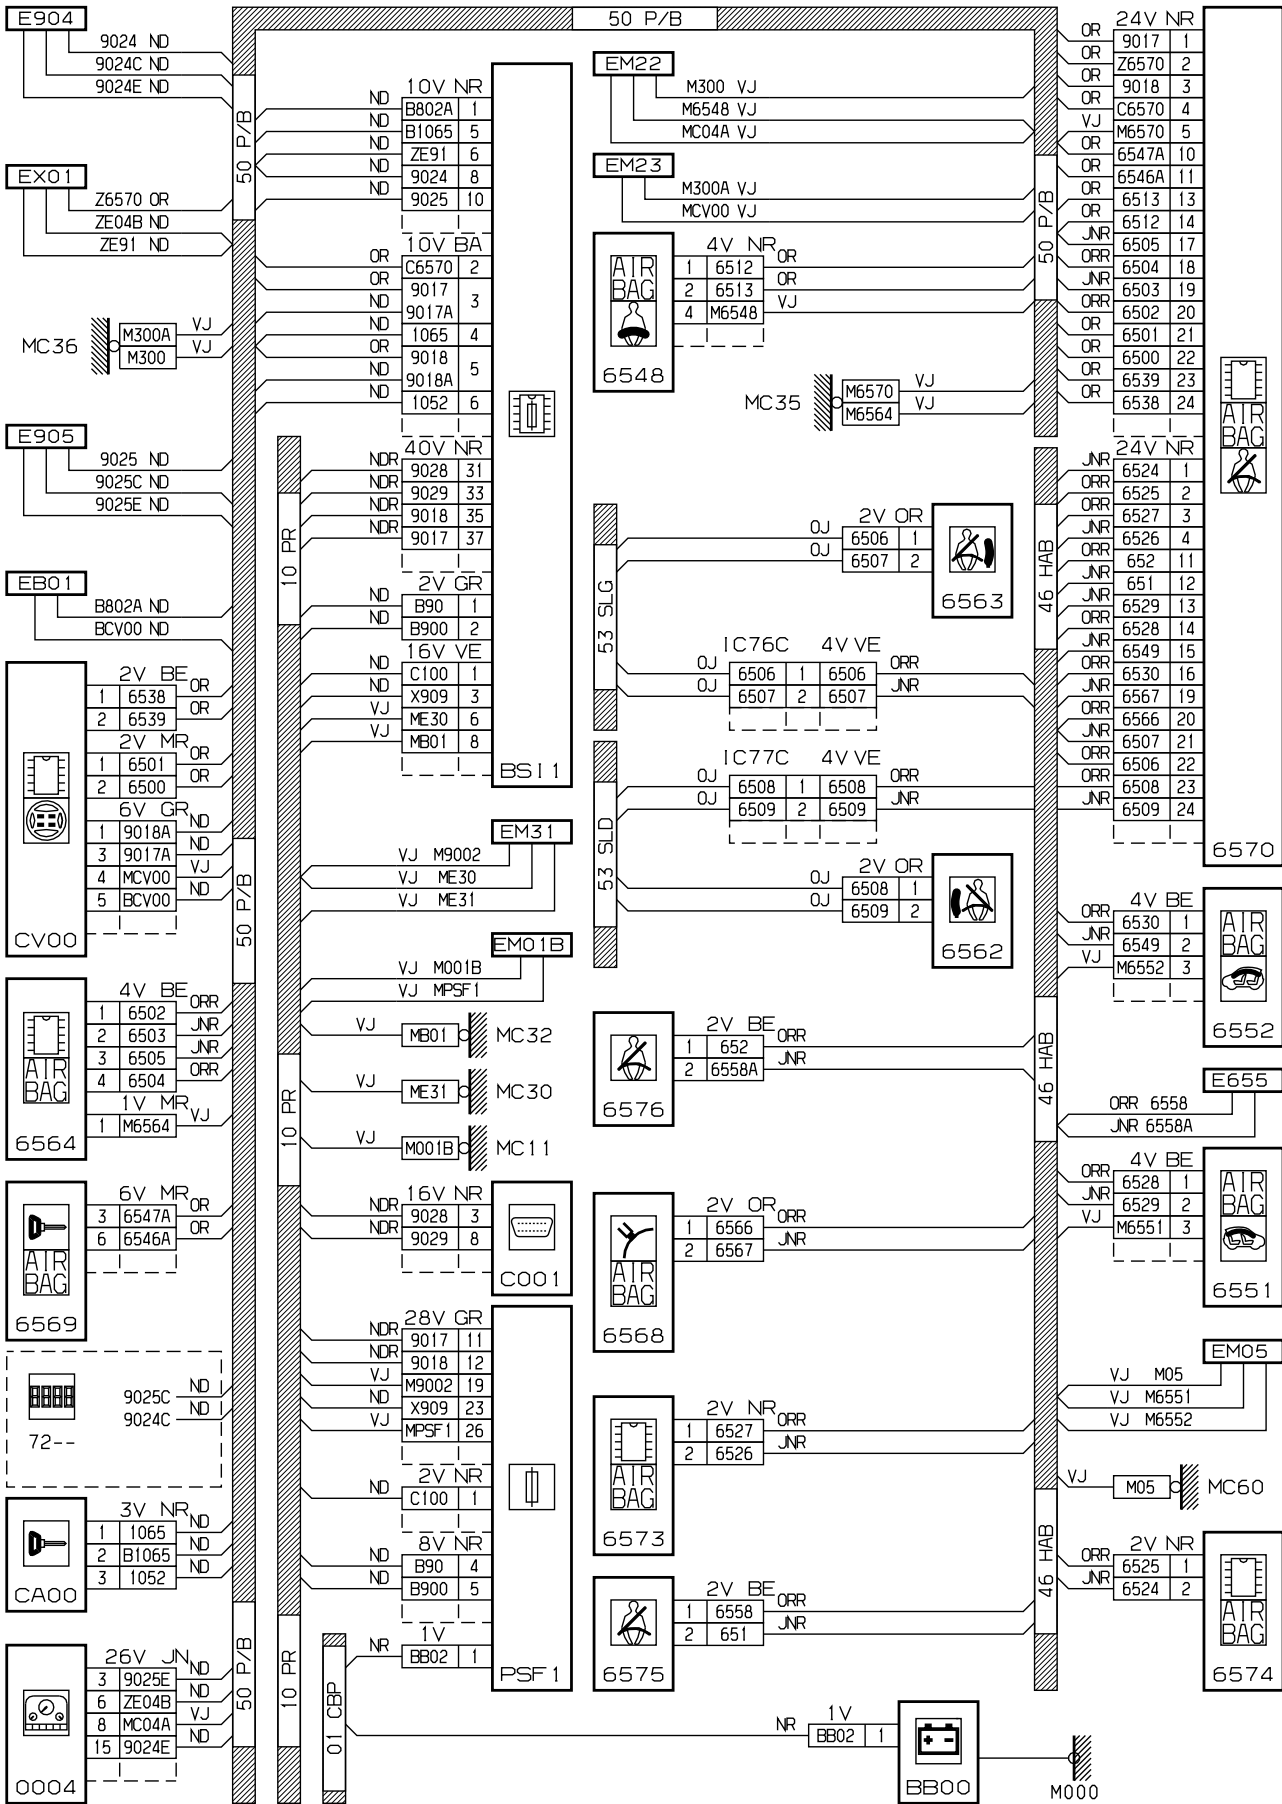 50 P/B
E904
9024 ND
9024C ND
9024E ND
50 P/B
EX01
Z6570 OR
ZE04B ND
ZE91 ND
MC36
M300A VJ
M300 VJ
E905
9025 ND
9025C ND
9025E ND
EB01
B802A ND
BCV00 ND
2V BE
1 6538 OR
2 6539 OR
2V MR
1 6501 OR
2 6500 OR
6V GR
1 9018A ND
3 9017A ND
4 MCV00 VJ
5 BCV00 ND
CV00
50 P/B
4V BE
1 6502 ORR
2 6503 JNR
3 6505 JNR
4 6504 ORR
1V MR
1 M6564 VJ
AIR
BAG
6564
6V MR
3 6547A OR
6 6546A OR
AIR
BAG
6569
9025C ND
9024C ND
72--
3V NR
1 1065 ND
2 B1065 ND
3 1052 ND
CA00
26V JN
3 9025E ND
6 ZE04B ND
8 MC04A VJ
15 9024E ND
0004
50 P/B
10V NR
ND B802A 1
ND B1065 5
ND ZE91 6
ND 9024 8
ND 9025 10
10V BA
OR C6570 2
OR 9017 3
ND 9017A
ND 1065 4
OR 9018 5
ND 9018A
ND 1052 6
40V NR
NDR 9028 31
NDR 9029 33
NDR 9018 35
NDR 9017 37
2V GR
ND B90 1
ND B900 2
16V VE
ND C100 1
ND X909 3
VJ ME30 6
VJ MB01 8
BSI1
10 PR
EM31
VJ M9002
VJ ME30
VJ ME31
EM01B
VJ M001B
VJ MPSF1
VJ MB01 MC32
VJ ME31 MC30
VJ M001B MC11
10 PR
16V NR
NDR 9028 3
NDR 9029 8
C001
28V GR
NDR 9017 11
NDR 9018 12
VJ M9002 19
ND X909 23
VJ MPSF1 26
2V NR
ND C100 1
8V NR
ND B90 4
ND B900 5
1V
NR BB02 1
PSF1
10 PR
01 CBP
EM22
M300 VJ
M6548 VJ
MC04A VJ
EM23
M300A VJ
MCV00 VJ
4V NR
1 6512 OR
2 6513 OR
4 M6548 VJ
AIR
BAG
6548
MC35
M6570 VJ
M6564 VJ
53 SLG
2V OR
OJ 6506 1
OJ 6507 2
6563
IC76C 4V VE
OJ 6506 1 6506 ORR
OJ 6507 2 6507 JNR
53 SLD
IC77C 4V VE
OJ 6508 1 6508 ORR
OJ 6509 2 6509 JNR
2V OR
OJ 6508 1
OJ 6509 2
6562
2V BE
1 652 ORR
2 6558A JNR
6576
2V OR
1 6566 ORR
2 6567 JNR
AIR
BAG
6568
2V NR
1 6527 ORR
2 6526 JNR
AIR
BAG
6573
2V BE
1 6558 ORR
2 651 JNR
6575
1V
NR BB02 1
+ -
BB00
M000
50 P/B
24V NR
OR 9017 1
OR Z6570 2
OR 9018 3
OR C6570 4
VJ M6570 5
OR 6547A 10
OR 6546A 11
OR 6513 13
OR 6512 14
JNR 6505 17
ORR 6504 18
JNR 6503 19
ORR 6502 20
OR 6501 21
OR 6500 22
OR 6539 23
OR 6538 24
AIR
BAG
24V NR
JNR 6524 1
ORR 6525 2
ORR 6527 3
JNR 6526 4
ORR 652 11
JNR 651 12
JNR 6529 13
ORR 6528 14
JNR 6549 15
ORR 6530 16
JNR 6567 19
ORR 6566 20
JNR 6507 21
ORR 6506 22
ORR 6508 23
JNR 6509 24
6570
46 HAB
4V BE
ORR 6530 1
JNR 6549 2
VJ M6552 3
AIR
BAG
6552
46 HAB
E655
ORR 6558
JNR 6558A
4V BE
ORR 6528 1
JNR 6529 2
VJ M6551 3
AIR
BAG
6551
EM05
VJ M05
VJ M6551
VJ M6552
VJ M05 MC60
46 HAB
2V NR
ORR 6525 1
JNR 6524 2
AIR
BAG
6574